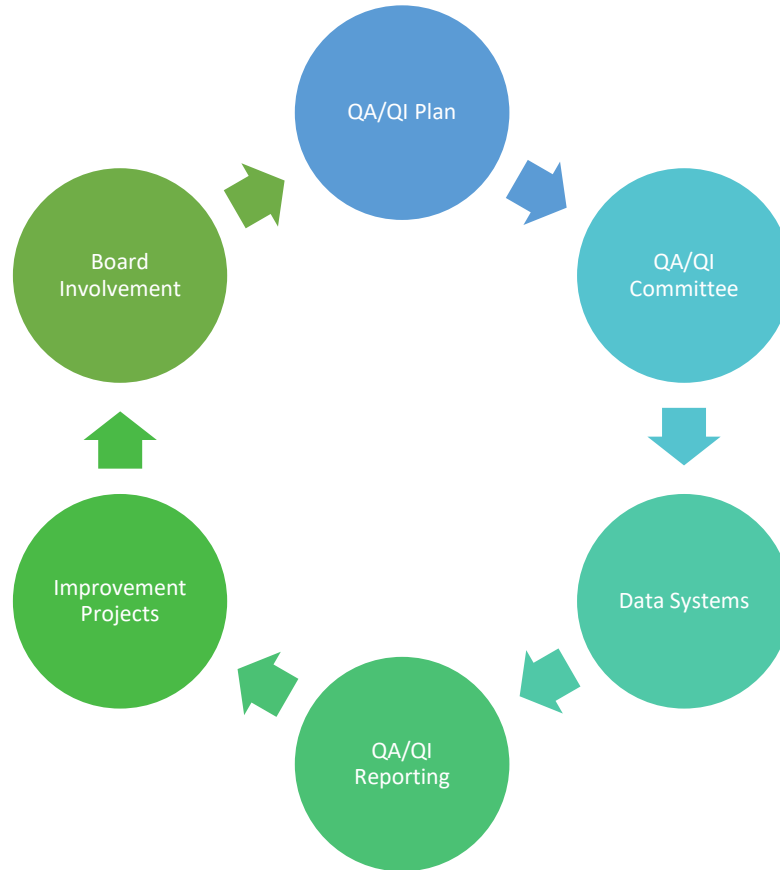 QA/QI Plan
QA/QI
Committee
Data Systems
QA/QI
Reporting
Improvement
Projects
Board
Involvement